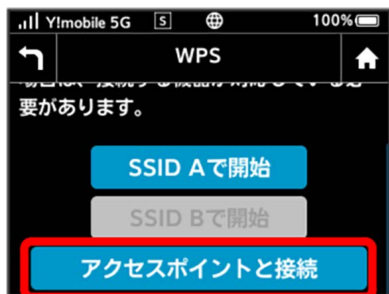 Y!mobile 5G S 100%
WPS
要があります。
SSID Aで開始
SSID Bで開始
アクセスポイントと接続